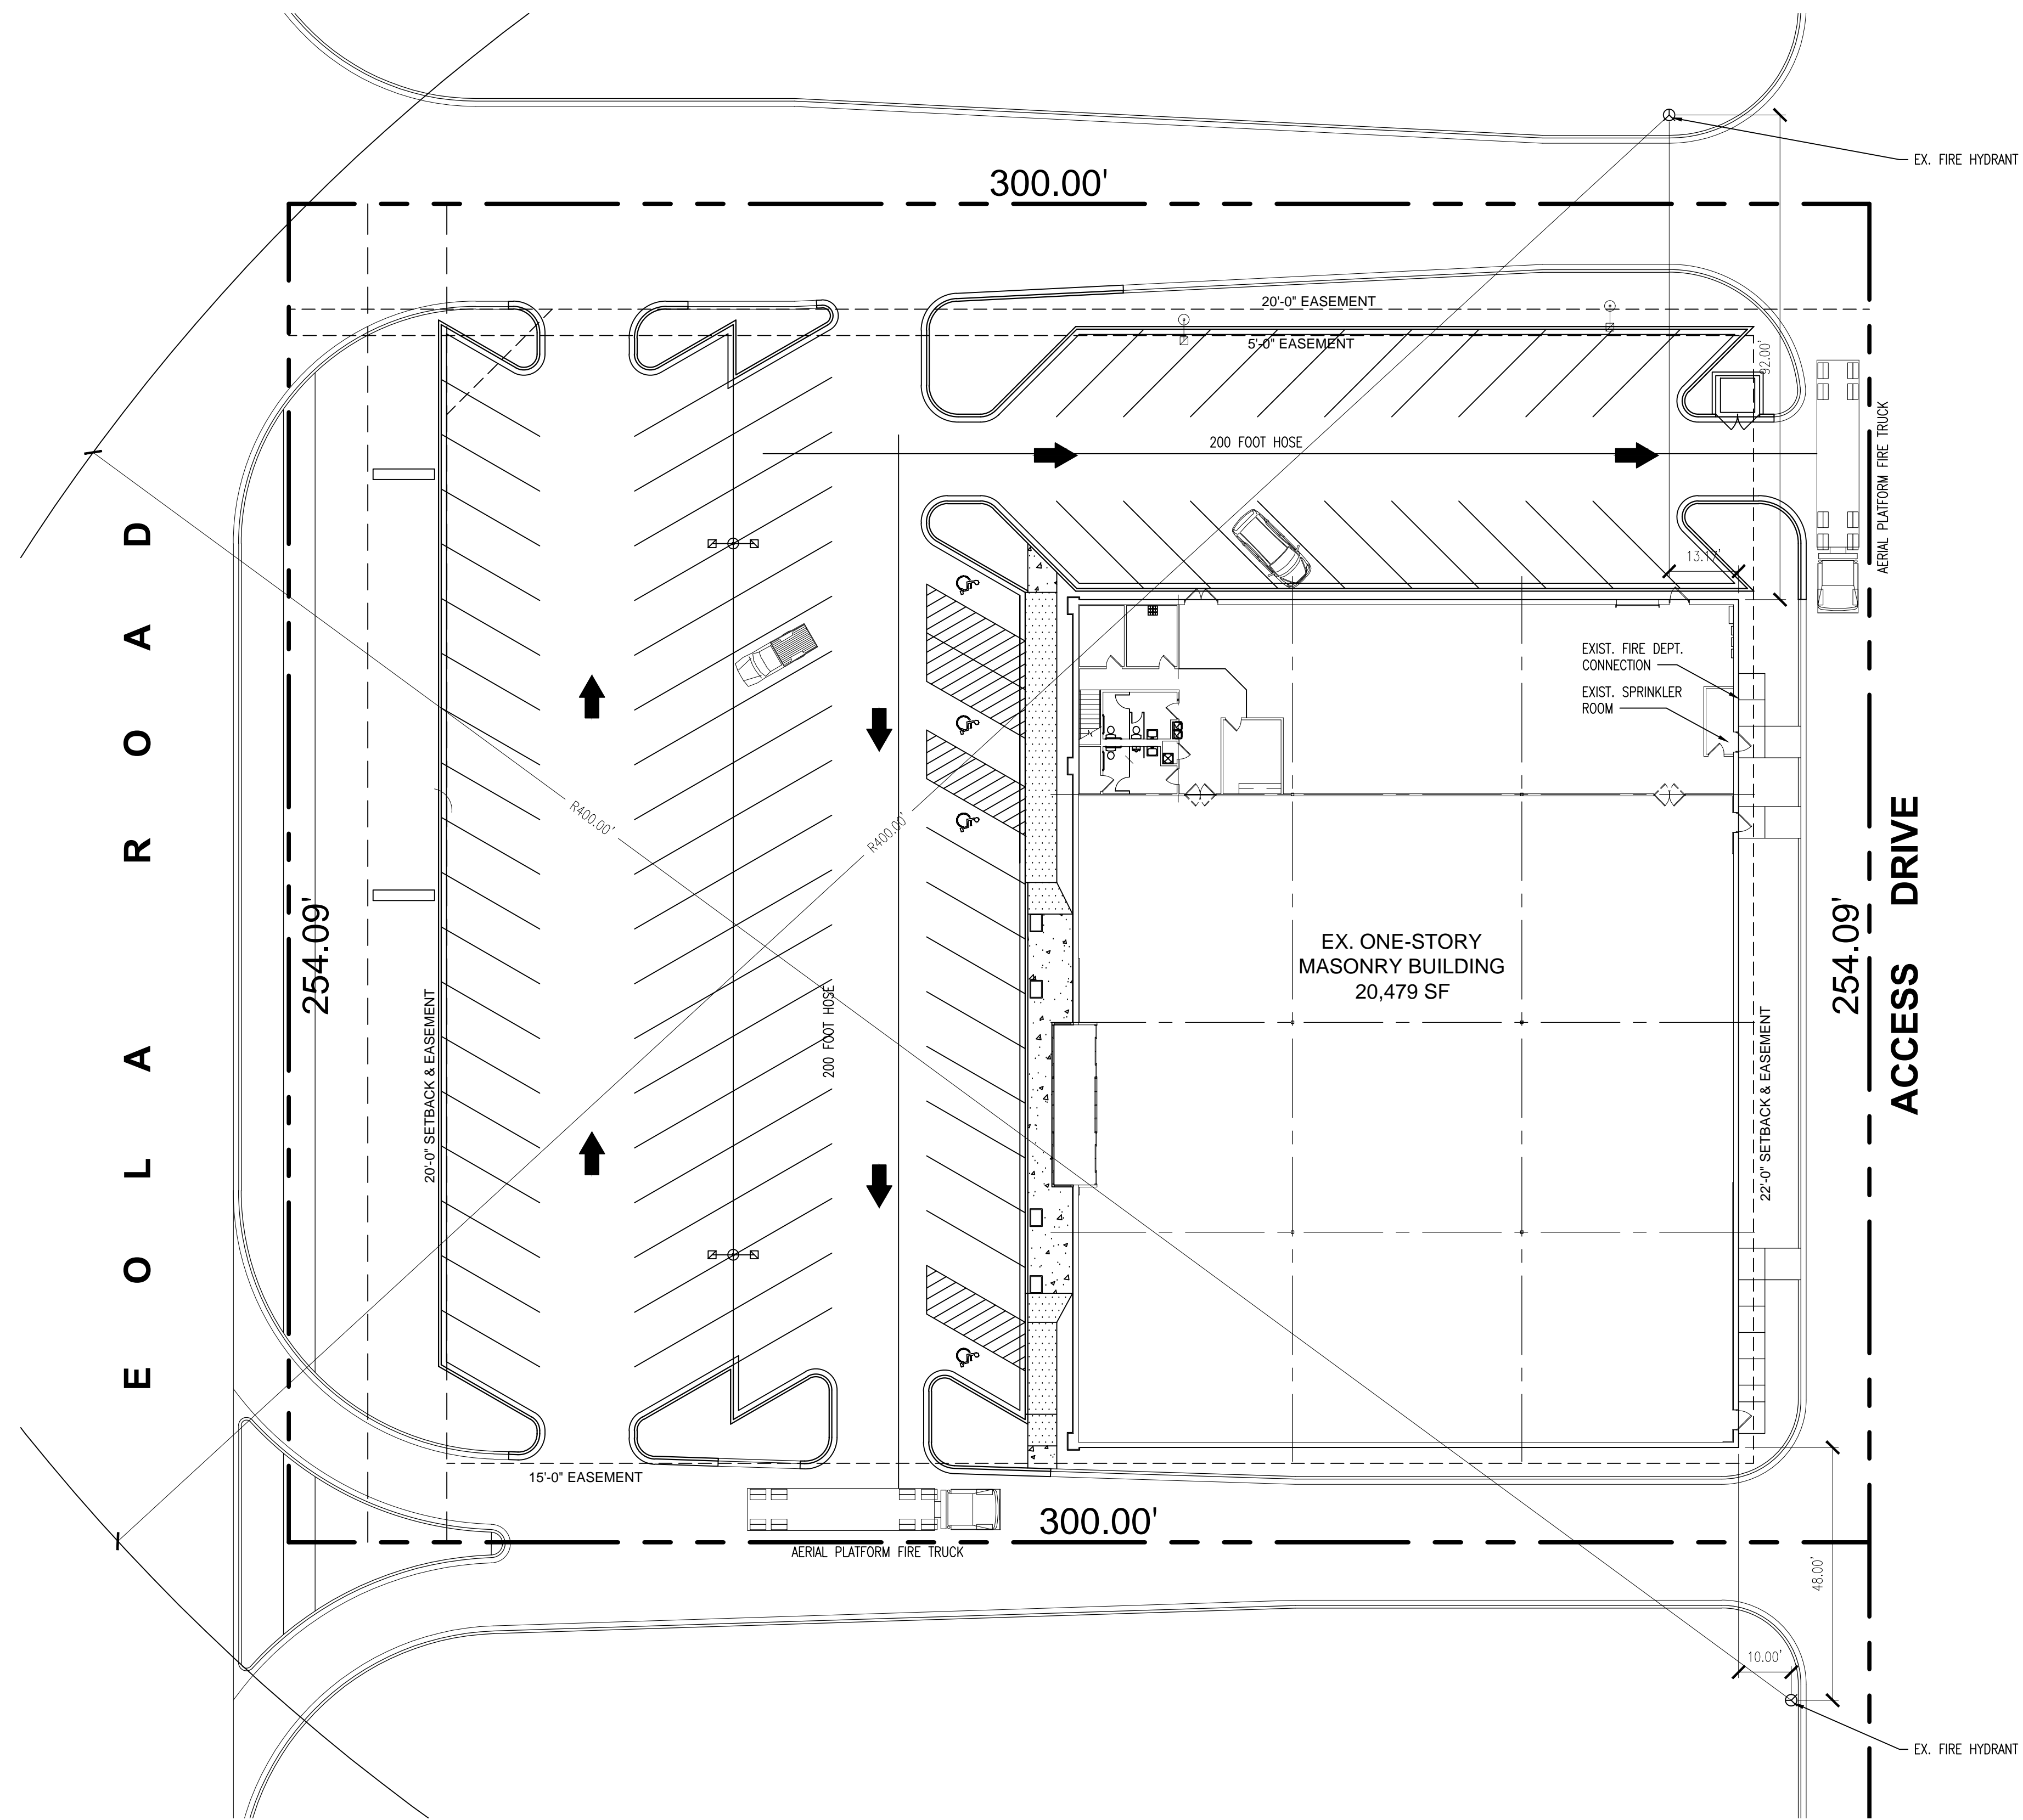 EX. FIRE HYDRANT
300.00'
20'-0" EASEMENT
5'-0" EASEMENT
92.00'
200 FOOT HOSE
AERIAL PLATFORM FIRE TRUCK
13.17'
EXIST. FIRE DEPT.
CONNECTION
EXIST. SPRINKLER
ROOM
R400.00'
R400.00'
EOLA ROAD
254.09'
20'-0" SETBACK & EASEMENT
200 FOOT HOSE
EX. ONE-STORY
MASONRY BUILDING
20,479 SF
22'-0" SETBACK & EASEMENT
254.09'
ACCESS DRIVE
15'-0" EASEMENT
300.00'
AERIAL PLATFORM FIRE TRUCK
48.00'
10.00'
EX. FIRE HYDRANT